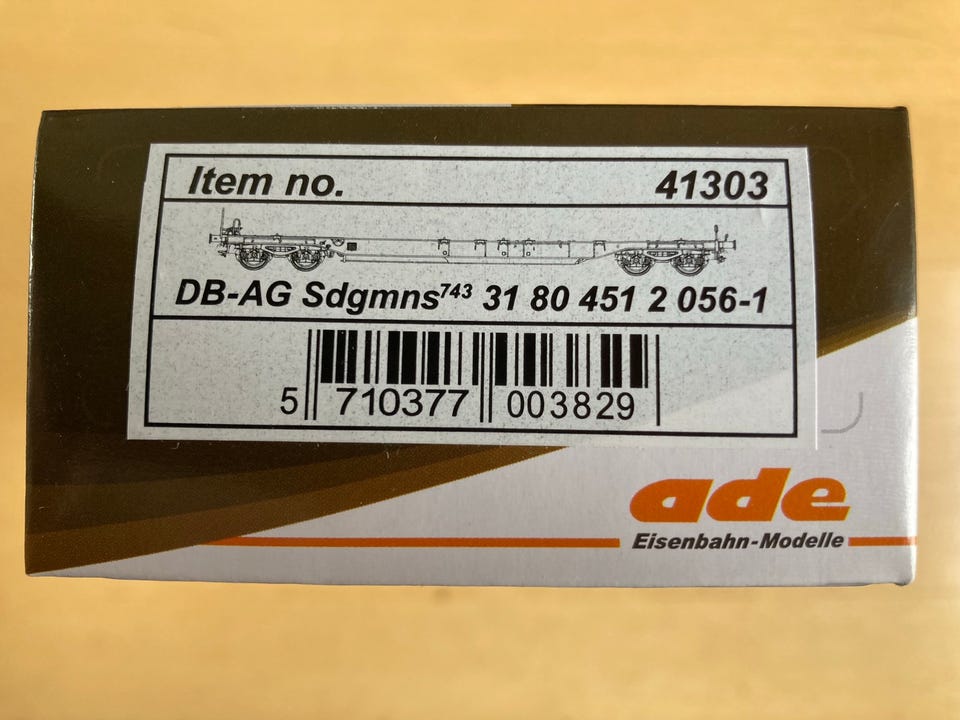 Item no. 41303
DB-AG Sdgmns⁷⁴³ 31 80 451 2 056-1
5 710377 003829
ade
Eisenbahn-Modelle